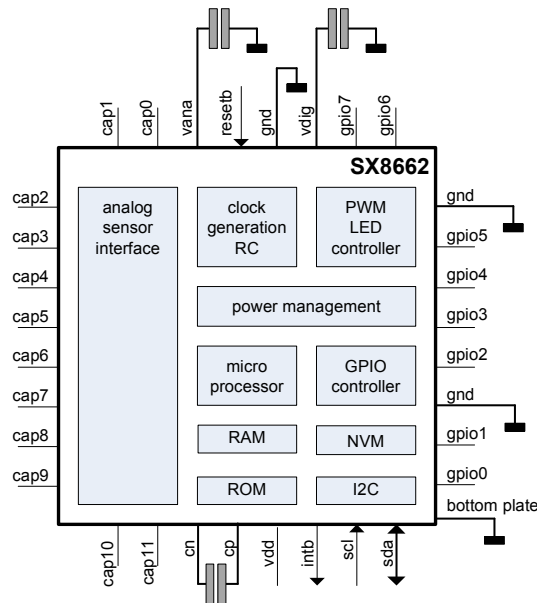 cap1
cap0
vana
resetb
gnd
vdig
gpio7
gpio6
SX8662
cap2
cap3
cap4
cap5
cap6
cap7
cap8
cap9
analog
sensor
interface
clock
generation
RC
PWM
LED
controller
power management
micro
processor
GPIO
controller
RAM
NVM
ROM
I2C
gnd
gpio5
gpio4
gpio3
gpio2
gnd
gpio1
gpio0
bottom plate
cap10
cap11
cn
cp
vdd
intb
scl
sda